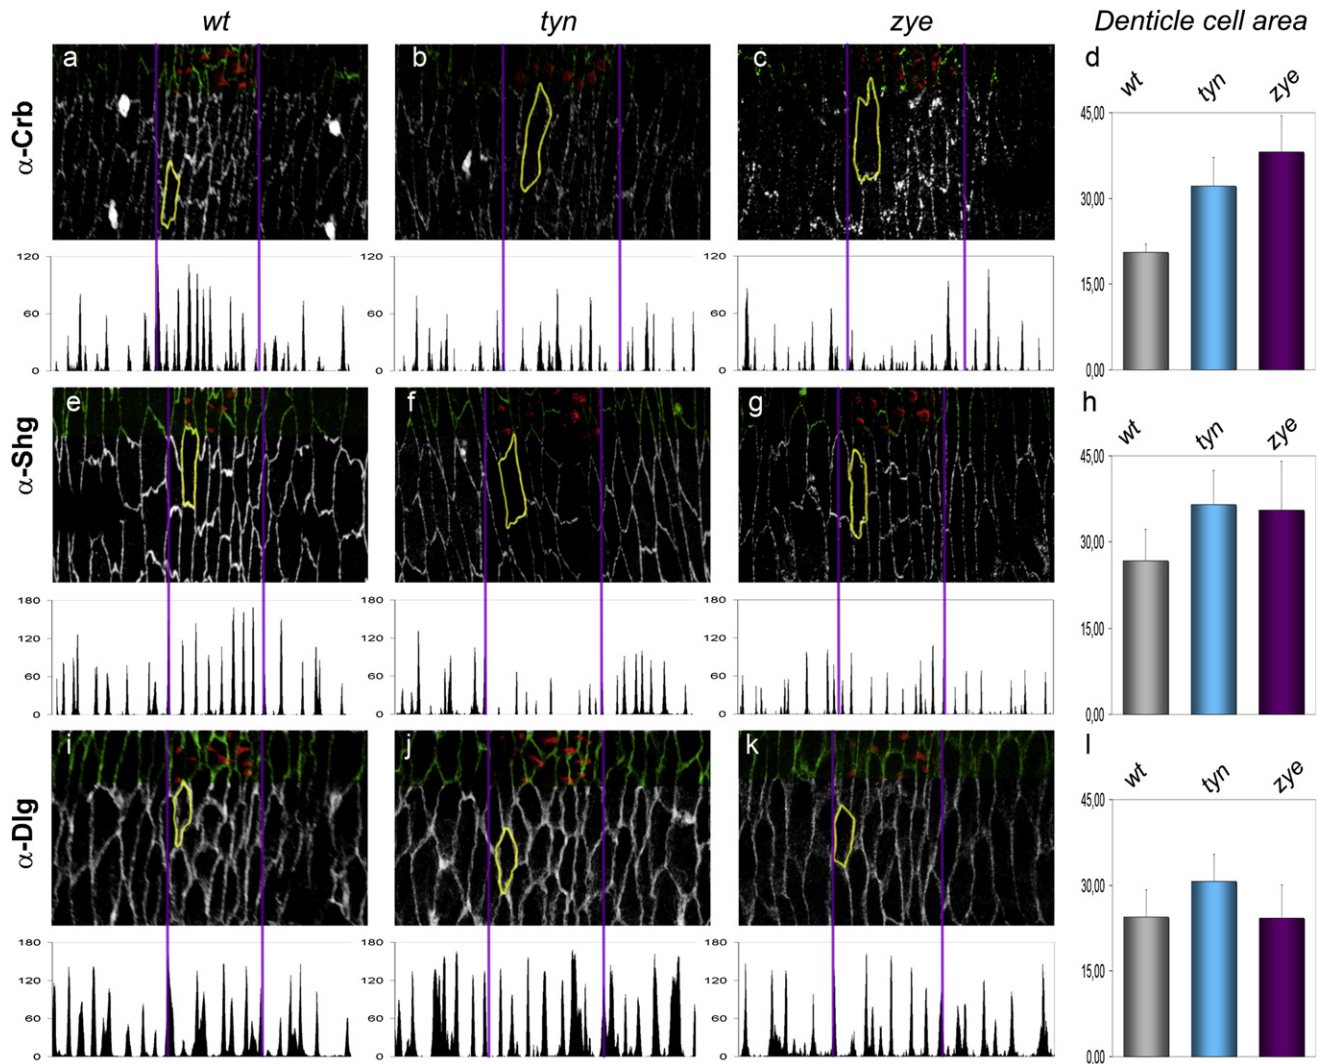 wt tyn zye Denticle cell area
a b c d
α-Crb
wt tyn zye
45,00
30,00
15,00
0,00
120 120 120
60 60 60
0 0 0
e f g h
α-Shg
wt tyn zye
45,00
30,00
15,00
0,00
180 180 180
120 120 120
60 60 60
0 0 0
i j k l
α-Dlg
wt tyn zye
45,00
30,00
15,00
0,00
180 180 180
120 120 120
60 60 60
0 0 0